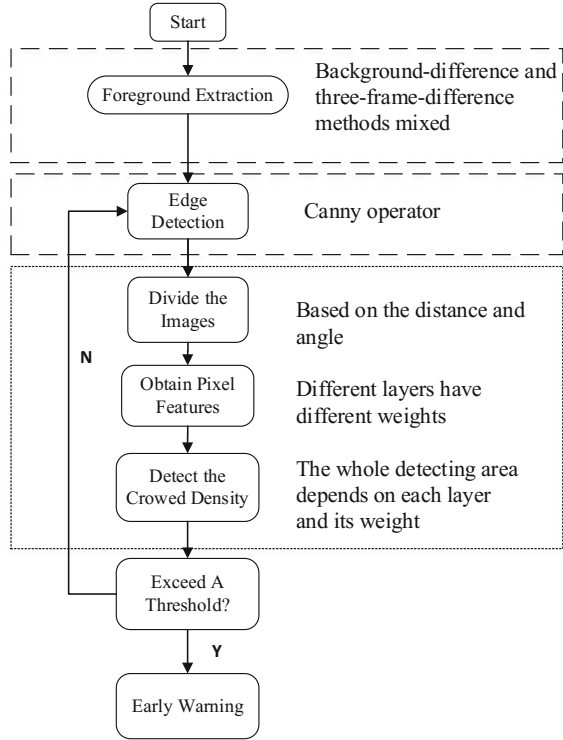 Start
Foreground Extraction
Background-difference and
three-frame-difference
methods mixed
Edge
Detection
Canny operator
Divide the
Images
Based on the distance and
angle
N
Obtain Pixel
Features
Different layers have
different weights
Detect the
Crowed Density
The whole detecting area
depends on each layer
and its weight
Exceed A
Threshold?
Y
Early Warning